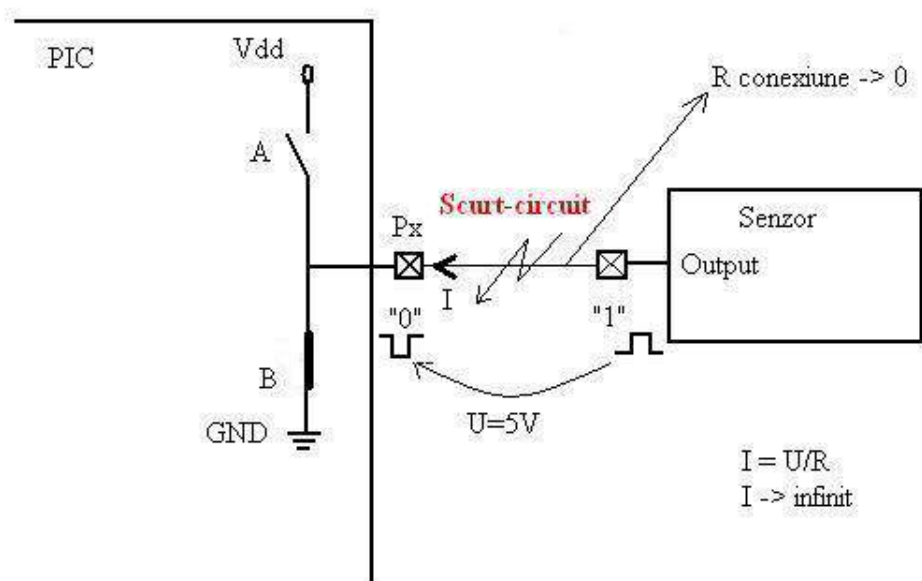 PIC
Vdd
R conexiune -> 0
A
Scurt-circuit
Senzor
Px
Output
I
"0"
"1"
B
U=5V
GND
I = U/R
I -> infinit